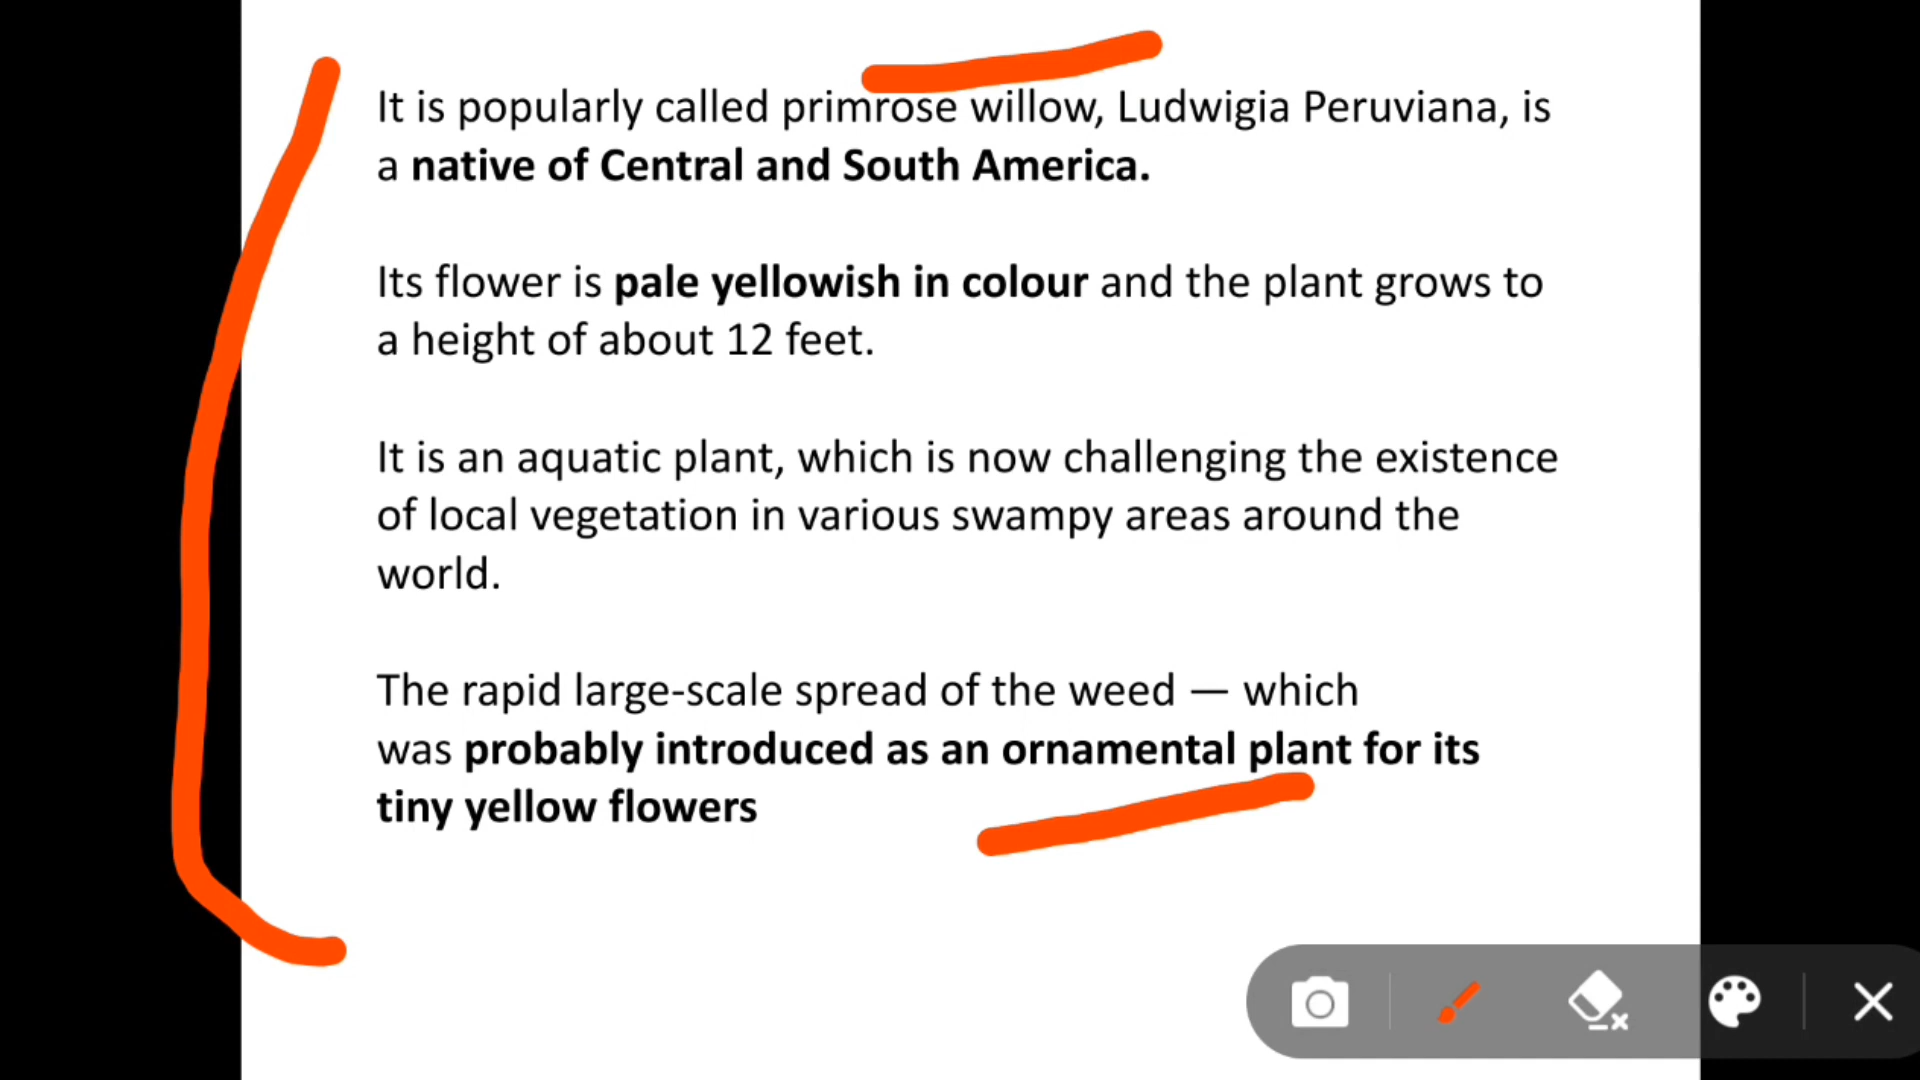 It is popularly called primrose willow, Ludwigia Peruviana, is
a native of Central and South America.
Its flower is pale yellowish in colour and the plant grows to
a height of about 12 feet.
It is an aquatic plant, which is now challenging the existence
of local vegetation in various swampy areas around the
world.
The rapid large-scale spread of the weed — which
was probably introduced as an ornamental plant for its
tiny yellow flowers